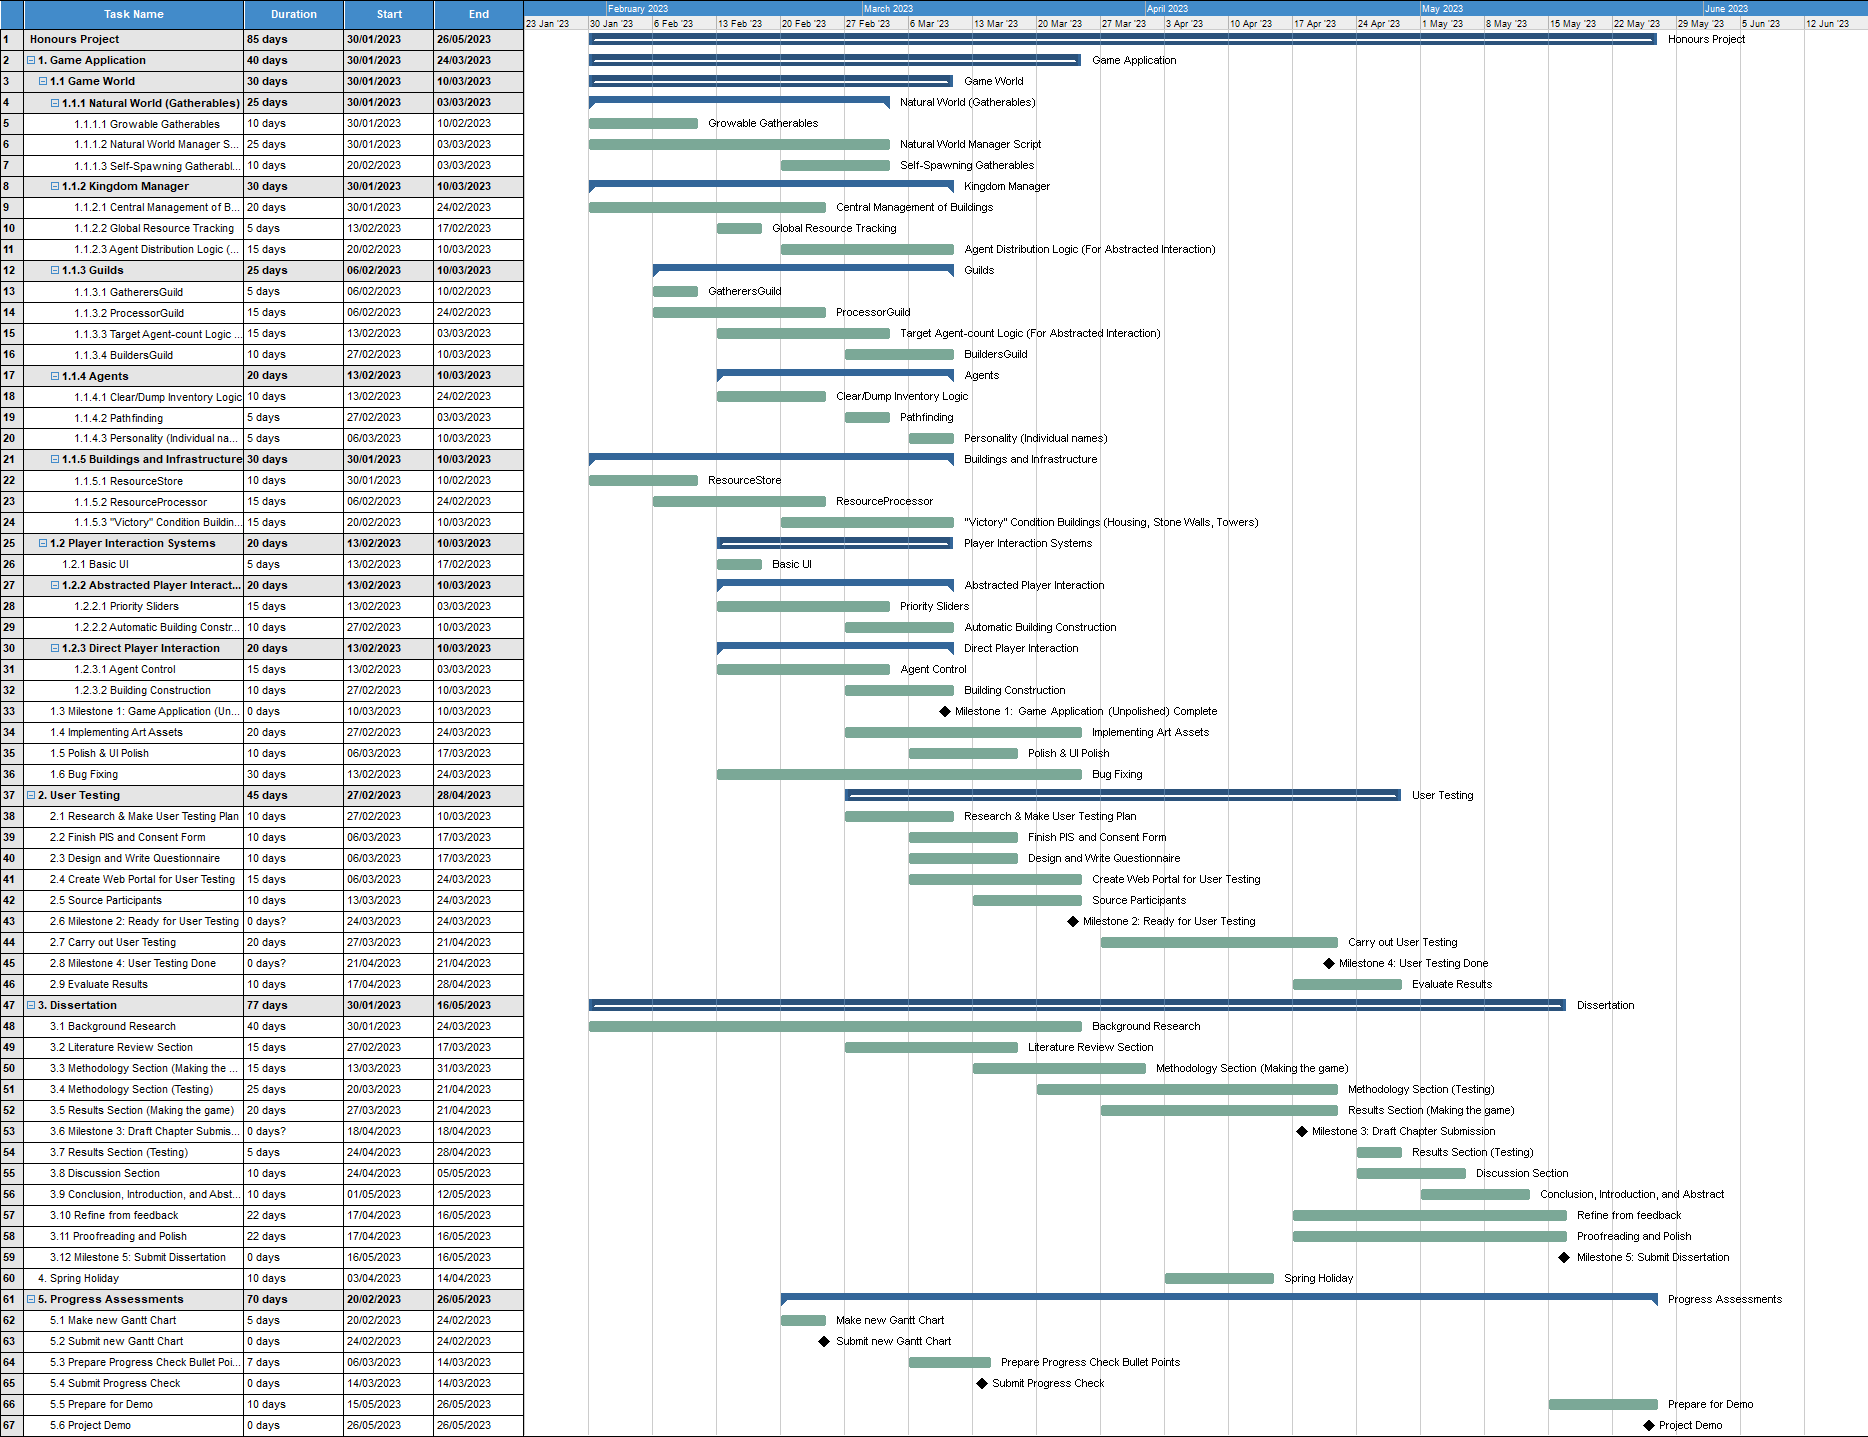 Task Name Duration Start End February 2023 March 2023 April 2023 May 2023 June 2023
23 Jan '23 30 Jan '23 6 Feb '23 13 Feb '23 20 Feb '23 27 Feb '23 6 Mar '23 13 Mar '23 20 Mar '23 27 Mar '23 3 Apr '23 10 Apr '23 17 Apr '23 24 Apr '23 1 May '23 8 May '23 15 May '23 22 May '23 29 May '23 5 Jun '23 12 Jun '23
1 Honours Project 85 days 30/01/2023 26/05/2023 Honours Project
2 1. Game Application 40 days 30/01/2023 24/03/2023 Game Application
3 1.1 Game World 30 days 30/01/2023 10/03/2023 Game World
4 1.1.1 Natural World (Gatherables) 25 days 30/01/2023 03/03/2023 Natural World (Gatherables)
5 1.1.1.1 Growable Gatherables 10 days 30/01/2023 10/02/2023 Growable Gatherables
6 1.1.1.2 Natural World Manager S... 25 days 30/01/2023 03/03/2023 Natural World Manager Script
7 1.1.1.3 Self-Spawning Gatherabl... 10 days 20/02/2023 03/03/2023 Self-Spawning Gatherables
8 1.1.2 Kingdom Manager 30 days 30/01/2023 10/03/2023 Kingdom Manager
9 1.1.2.1 Central Management of B... 20 days 30/01/2023 24/02/2023 Central Management of Buildings
10 1.1.2.2 Global Resource Tracking 5 days 13/02/2023 17/02/2023 Global Resource Tracking
11 1.1.2.3 Agent Distribution Logic (... 15 days 20/02/2023 10/03/2023 Agent Distribution Logic (For Abstracted Interaction)
12 1.1.3 Guilds 25 days 06/02/2023 10/03/2023 Guilds
13 1.1.3.1 GatherersGuild 5 days 06/02/2023 10/02/2023 GatherersGuild
14 1.1.3.2 ProcessorGuild 15 days 06/02/2023 24/02/2023 ProcessorGuild
15 1.1.3.3 Target Agent-count Logic ... 15 days 13/02/2023 03/03/2023 Target Agent-count Logic (For Abstracted Interaction)
16 1.1.3.4 BuildersGuild 10 days 27/02/2023 10/03/2023 BuildersGuild
17 1.1.4 Agents 20 days 13/02/2023 10/03/2023 Agents
18 1.1.4.1 Clear/Dump Inventory Logic 10 days 13/02/2023 24/02/2023 Clear/Dump Inventory Logic
19 1.1.4.2 Pathfinding 5 days 27/02/2023 03/03/2023 Pathfinding
20 1.1.4.3 Personality (Individual na... 5 days 06/03/2023 10/03/2023 Personality (Individual names)
21 1.1.5 Buildings and Infrastructure 30 days 30/01/2023 10/03/2023 Buildings and Infrastructure
22 1.1.5.1 ResourceStore 10 days 30/01/2023 10/02/2023 ResourceStore
23 1.1.5.2 ResourceProcessor 15 days 06/02/2023 24/02/2023 ResourceProcessor
24 1.1.5.3 "Victory" Condition Buildin... 15 days 20/02/2023 10/03/2023 "Victory" Condition Buildings (Housing, Stone Walls, Towers)
25 1.2 Player Interaction Systems 20 days 13/02/2023 10/03/2023 Player Interaction Systems
26 1.2.1 Basic UI 5 days 13/02/2023 17/02/2023 Basic UI
27 1.2.2 Abstracted Player Interact... 20 days 13/02/2023 10/03/2023 Abstracted Player Interaction
28 1.2.2.1 Priority Sliders 15 days 13/02/2023 03/03/2023 Priority Sliders
29 1.2.2.2 Automatic Building Constr... 10 days 27/02/2023 10/03/2023 Automatic Building Construction
30 1.2.3 Direct Player Interaction 20 days 13/02/2023 10/03/2023 Direct Player Interaction
31 1.2.3.1 Agent Control 15 days 13/02/2023 03/03/2023 Agent Control
32 1.2.3.2 Building Construction 10 days 27/02/2023 10/03/2023 Building Construction
33 1.3 Milestone 1: Game Application (Un... 0 days 10/03/2023 10/03/2023 Milestone 1: Game Application (Unpolished) Complete
34 1.4 Implementing Art Assets 20 days 27/02/2023 24/03/2023 Implementing Art Assets
35 1.5 Polish & UI Polish 10 days 06/03/2023 17/03/2023 Polish & UI Polish
36 1.6 Bug Fixing 30 days 13/02/2023 24/03/2023 Bug Fixing
37 2. User Testing 45 days 27/02/2023 28/04/2023 User Testing
38 2.1 Research & Make User Testing Plan 10 days 27/02/2023 10/03/2023 Research & Make User Testing Plan
39 2.2 Finish PIS and Consent Form 10 days 06/03/2023 17/03/2023 Finish PIS and Consent Form
40 2.3 Design and Write Questionnaire 10 days 06/03/2023 17/03/2023 Design and Write Questionnaire
41 2.4 Create Web Portal for User Testing 15 days 06/03/2023 24/03/2023 Create Web Portal for User Testing
42 2.5 Source Participants 10 days 13/03/2023 24/03/2023 Source Participants
43 2.6 Milestone 2: Ready for User Testing 0 days? 24/03/2023 24/03/2023 Milestone 2: Ready for User Testing
44 2.7 Carry out User Testing 20 days 27/03/2023 21/04/2023 Carry out User Testing
45 2.8 Milestone 4: User Testing Done 0 days? 21/04/2023 21/04/2023 Milestone 4: User Testing Done
46 2.9 Evaluate Results 10 days 17/04/2023 28/04/2023 Evaluate Results
47 3. Dissertation 77 days 30/01/2023 16/05/2023 Dissertation
48 3.1 Background Research 40 days 30/01/2023 24/03/2023 Background Research
49 3.2 Literature Review Section 15 days 27/02/2023 17/03/2023 Literature Review Section
50 3.3 Methodology Section (Making the ... 15 days 13/03/2023 31/03/2023 Methodology Section (Making the game)
51 3.4 Methodology Section (Testing) 25 days 20/03/2023 21/04/2023 Methodology Section (Testing)
52 3.5 Results Section (Making the game) 20 days 27/03/2023 21/04/2023 Results Section (Making the game)
53 3.6 Milestone 3: Draft Chapter Submis... 0 days? 18/04/2023 18/04/2023 Milestone 3: Draft Chapter Submission
54 3.7 Results Section (Testing) 5 days 24/04/2023 28/04/2023 Results Section (Testing)
55 3.8 Discussion Section 10 days 24/04/2023 05/05/2023 Discussion Section
56 3.9 Conclusion, Introduction, and Abst... 10 days 01/05/2023 12/05/2023 Conclusion, Introduction, and Abstract
57 3.10 Refine from feedback 22 days 17/04/2023 16/05/2023 Refine from feedback
58 3.11 Proofreading and Polish 22 days 17/04/2023 16/05/2023 Proofreading and Polish
59 3.12 Milestone 5: Submit Dissertation 0 days 16/05/2023 16/05/2023 Milestone 5: Submit Dissertation
60 4. Spring Holiday 10 days 03/04/2023 14/04/2023 Spring Holiday
61 5. Progress Assessments 70 days 20/02/2023 26/05/2023 Progress Assessments
62 5.1 Make new Gantt Chart 5 days 20/02/2023 24/02/2023 Make new Gantt Chart
63 5.2 Submit new Gantt Chart 0 days 24/02/2023 24/02/2023 Submit new Gantt Chart
64 5.3 Prepare Progress Check Bullet Poi... 7 days 06/03/2023 14/03/2023 Prepare Progress Check Bullet Points
65 5.4 Submit Progress Check 0 days 14/03/2023 14/03/2023 Submit Progress Check
66 5.5 Prepare for Demo 10 days 15/05/2023 26/05/2023 Prepare for Demo
67 5.6 Project Demo 0 days 26/05/2023 26/05/2023 Project Demo